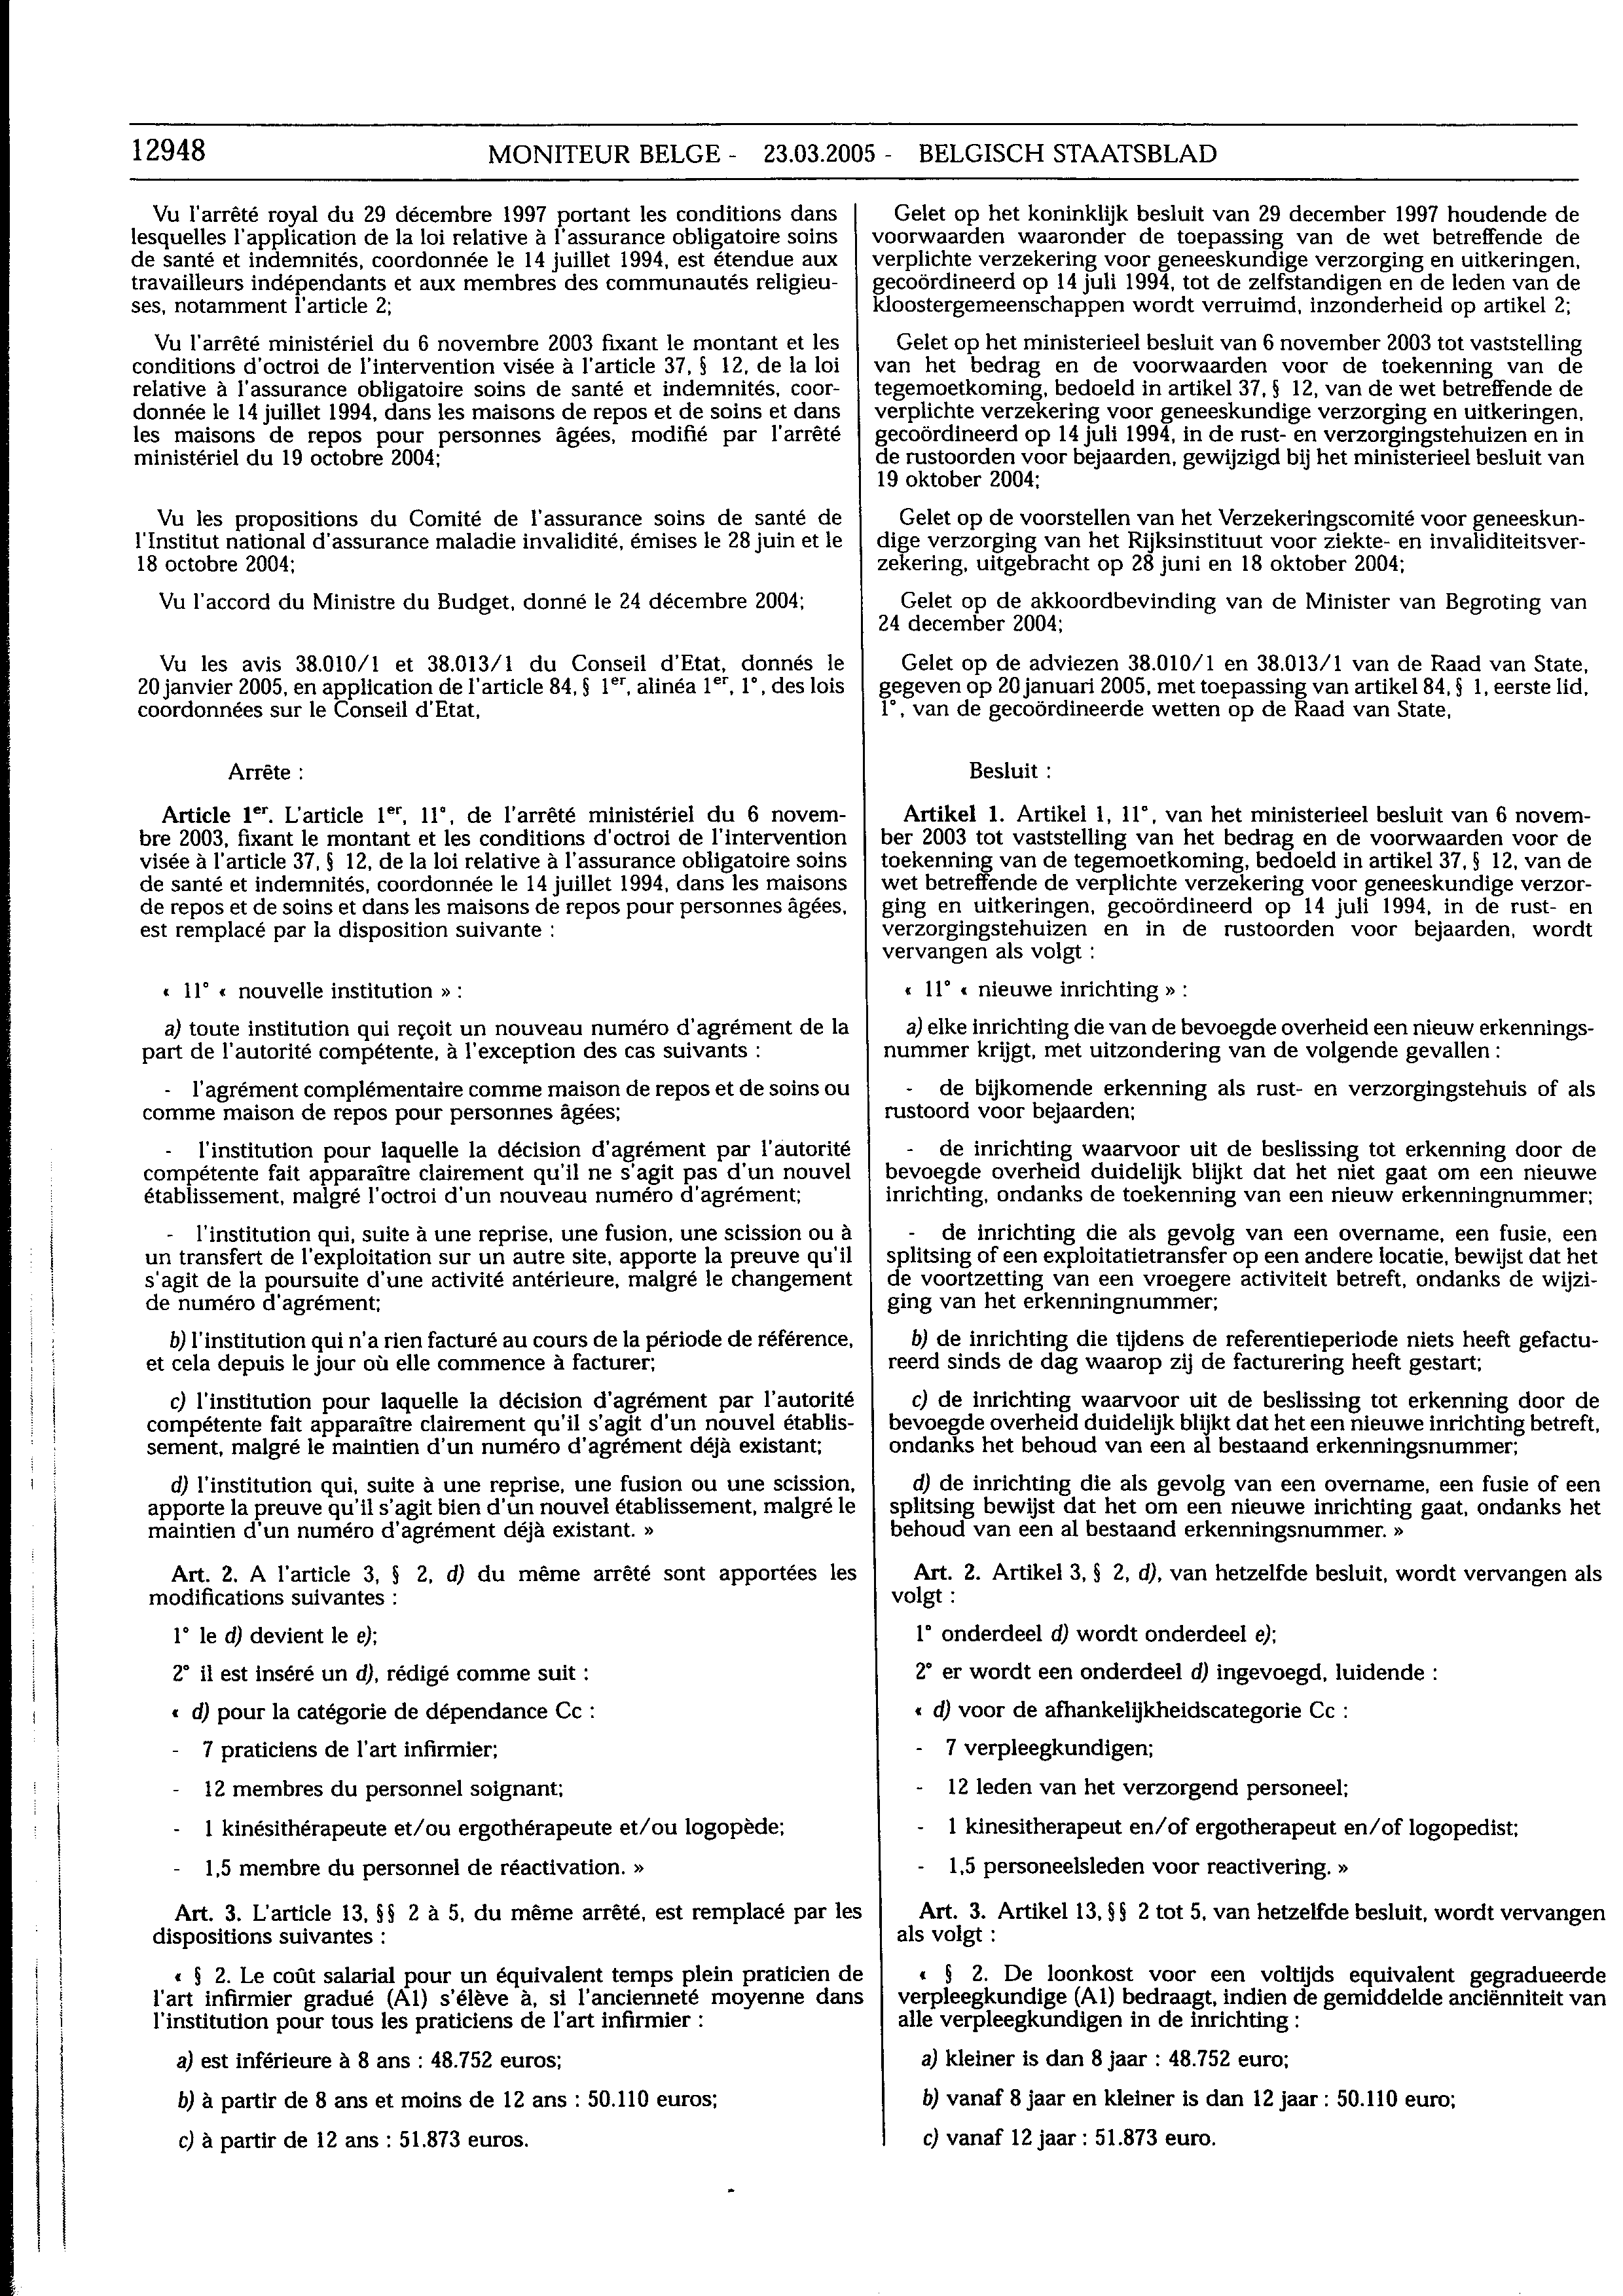 12948
MONITEUR BELGE - 23.03.2005 - BELGISCH STAATSBLAD
Vu l'arrêté royal du 29 décembre 1997 portant les conditions dans
lesquelles l'application de la loi relative à l'assurance obligatoire soins
de santé et indemnités, coordonnée le 14 juillet 1994, est étendue aux
travailleurs indépendants et aux membres des communautés religieu-
ses, notamment l'article 2;
Vu l'arrêté ministériel du 6 novembre 2003 fixant le montant et les
conditions d'octroi de l'intervention visée à l'article 37, § 12, de la loi
relative à l'assurance obligatoire soins de santé et indemnités, coor-
donnée le 14 juillet 1994, dans les maisons de repos et de soins et dans
les maisons de repos pour personnes âgées, modifié par l'arrêté
ministériel du 19 octobre 2004;
Vu les propositions du Comité de l'assurance soins de santé de
l'Institut national d'assurance maladie invalidité, émises le 28 juin et le
18 octobre 2004;
Vu l'accord du Ministre du Budget, donné le 24 décembre 2004;
Vu les avis 38.010/1 et 38.013/1 du Conseil d'Etat, donnés le
20 janvier 2005, en application de l'article 84, § 1er, alinéa 1er, 1°, des lois
coordonnées sur le Conseil d'Etat,
Arrête :
Article 1er. L'article 1er, 11°, de l'arrêté ministériel du 6 novem-
bre 2003, fixant le montant et les conditions d'octroi de l'intervention
visée à l'article 37, § 12, de la loi relative à l'assurance obligatoire soins
de santé et indemnités, coordonnée le 14 juillet 1994, dans les maisons
de repos et de soins et dans les maisons de repos pour personnes âgées,
est remplacé par la disposition suivante :
« 11° « nouvelle institution » :
a) toute institution qui reçoit un nouveau numéro d'agrément de la
part de l'autorité compétente, à l'exception des cas suivants :
- l'agrément complémentaire comme maison de repos et de soins ou
comme maison de repos pour personnes âgées;
- l'institution pour laquelle la décision d'agrément par l'autorité
compétente fait apparaître clairement qu'il ne s'agit pas d'un nouvel
établissement, malgré l'octroi d'un nouveau numéro d'agrément;
- l'institution qui, suite à une reprise, une fusion, une scission ou à
un transfert de l'exploitation sur un autre site, apporte la preuve qu'il
s'agit de la poursuite d'une activité antérieure, malgré le changement
de numéro d'agrément;
b) l'institution qui n'a rien facturé au cours de la période de référence,
et cela depuis le jour où elle commence à facturer;
c) l'institution pour laquelle la décision d'agrément par l'autorité
compétente fait apparaître clairement qu'il s'agit d'un nouvel établis-
sement, malgré le maintien d'un numéro d'agrément déjà existant;
d) l'institution qui, suite à une reprise, une fusion ou une scission,
apporte la preuve qu'il s'agit bien d'un nouvel établissement, malgré le
maintien d'un numéro d'agrément déjà existant. »
Art. 2. A l'article 3, § 2, d) du même arrêté sont apportées les
modifications suivantes :
1° le d) devient le e);
2° il est inséré un d), rédigé comme suit :
« d) pour la catégorie de dépendance Cc :
- 7 praticiens de l'art infirmier;
- 12 membres du personnel soignant;
- 1 kinésithérapeute et/ou ergothérapeute et/ou logopède;
- 1,5 membre du personnel de réactivation. »
Art. 3. L'article 13, §§ 2 à 5, du même arrêté, est remplacé par les
dispositions suivantes :
« § 2. Le coût salarial pour un équivalent temps plein praticien de
l'art infirmier gradué (A1) s'élève à, si l'ancienneté moyenne dans
l'institution pour tous les praticiens de l'art infirmier :
a) est inférieure à 8 ans : 48.752 euros;
b) à partir de 8 ans et moins de 12 ans : 50.110 euros;
c) à partir de 12 ans : 51.873 euros.
Gelet op het koninklijk besluit van 29 december 1997 houdende de
voorwaarden waaronder de toepassing van de wet betreffende de
verplichte verzekering voor geneeskundige verzorging en uitkeringen,
gecoördineerd op 14 juli 1994, tot de zelfstandigen en de leden van de
kloostergemeenschappen wordt verruimd, inzonderheid op artikel 2;
Gelet op het ministerieel besluit van 6 november 2003 tot vaststelling
van het bedrag en de voorwaarden voor de toekenning van de
tegemoetkoming, bedoeld in artikel 37, § 12, van de wet betreffende de
verplichte verzekering voor geneeskundige verzorging en uitkeringen,
gecoördineerd op 14 juli 1994, in de rust- en verzorgingstehuizen en in
de rustoorden voor bejaarden, gewijzigd bij het ministerieel besluit van
19 oktober 2004;
Gelet op de voorstellen van het Verzekeringscomité voor geneeskun-
dige verzorging van het Rijksinstituut voor ziekte- en invaliditeitsver-
zekering, uitgebracht op 28 juni en 18 oktober 2004;
Gelet op de akkoordbevinding van de Minister van Begroting van
24 december 2004;
Gelet op de adviezen 38.010/1 en 38.013/1 van de Raad van State,
gegeven op 20 januari 2005, met toepassing van artikel 84, § 1, eerste lid,
1°, van de gecoördineerde wetten op de Raad van State,
Besluit :
Artikel 1. Artikel 1, 11°, van het ministerieel besluit van 6 novem-
ber 2003 tot vaststelling van het bedrag en de voorwaarden voor de
toekenning van de tegemoetkoming, bedoeld in artikel 37, § 12, van de
wet betreffende de verplichte verzekering voor geneeskundige verzor-
ging en uitkeringen, gecoördineerd op 14 juli 1994, in de rust- en
verzorgingstehuizen en in de rustoorden voor bejaarden, wordt
vervangen als volgt :
« 11° « nieuwe inrichting » :
a) elke inrichting die van de bevoegde overheid een nieuw erkennings-
nummer krijgt, met uitzondering van de volgende gevallen :
- de bijkomende erkenning als rust- en verzorgingstehuis of als
rustoord voor bejaarden;
- de inrichting waarvoor uit de beslissing tot erkenning door de
bevoegde overheid duidelijk blijkt dat het niet gaat om een nieuwe
inrichting, ondanks de toekenning van een nieuw erkenningnummer;
- de inrichting die als gevolg van een overname, een fusie, een
splitsing of een exploitatietransfer op een andere locatie, bewijst dat het
de voortzetting van een vroegere activiteit betreft, ondanks de wijzi-
ging van het erkenningnummer;
b) de inrichting die tijdens de referentieperiode niets heeft gefactu-
reerd sinds de dag waarop zij de facturering heeft gestart;
c) de inrichting waarvoor uit de beslissing tot erkenning door de
bevoegde overheid duidelijk blijkt dat het een nieuwe inrichting betreft,
ondanks het behoud van een al bestaand erkenningsnummer;
d) de inrichting die als gevolg van een overname, een fusie of een
splitsing bewijst dat het om een nieuwe inrichting gaat, ondanks het
behoud van een al bestaand erkenningsnummer. »
Art. 2. Artikel 3, § 2, d), van hetzelfde besluit, wordt vervangen als
volgt :
1° onderdeel d) wordt onderdeel e);
2° er wordt een onderdeel d) ingevoegd, luidende :
« d) voor de afhankelijkheidscategorie Cc :
- 7 verpleegkundigen;
- 12 leden van het verzorgend personeel;
- 1 kinesitherapeut en/of ergotherapeut en/of logopedist;
- 1,5 personeelsleden voor reactivering. »
Art. 3. Artikel 13, §§ 2 tot 5, van hetzelfde besluit, wordt vervangen
als volgt :
« § 2. De loonkost voor een voltijds equivalent gegradueerde
verpleegkundige (A1) bedraagt, indien de gemiddelde anciënniteit van
alle verpleegkundigen in de inrichting :
a) kleiner is dan 8 jaar : 48.752 euro;
b) vanaf 8 jaar en kleiner is dan 12 jaar : 50.110 euro;
c) vanaf 12 jaar : 51.873 euro.